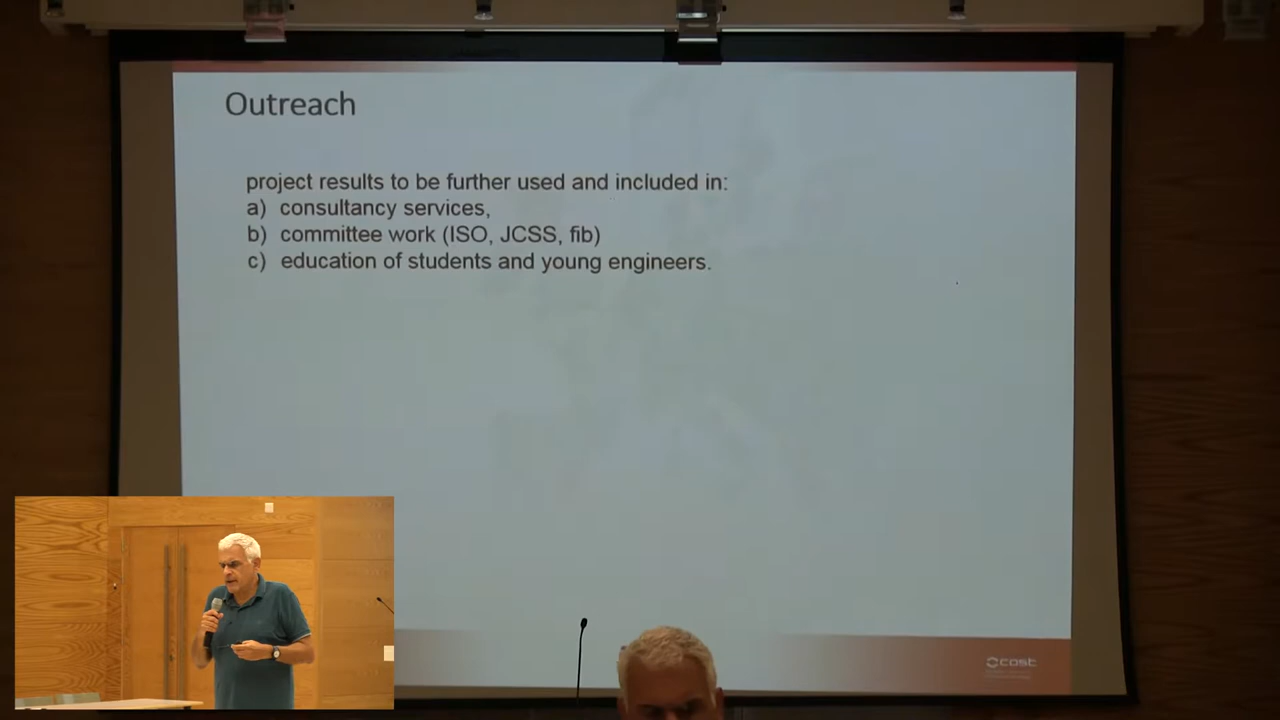 Outreach
project results to be further used and included in:
a) consultancy services,
b) committee work (ISO, JCSS, fib)
c) education of students and young engineers.
cost